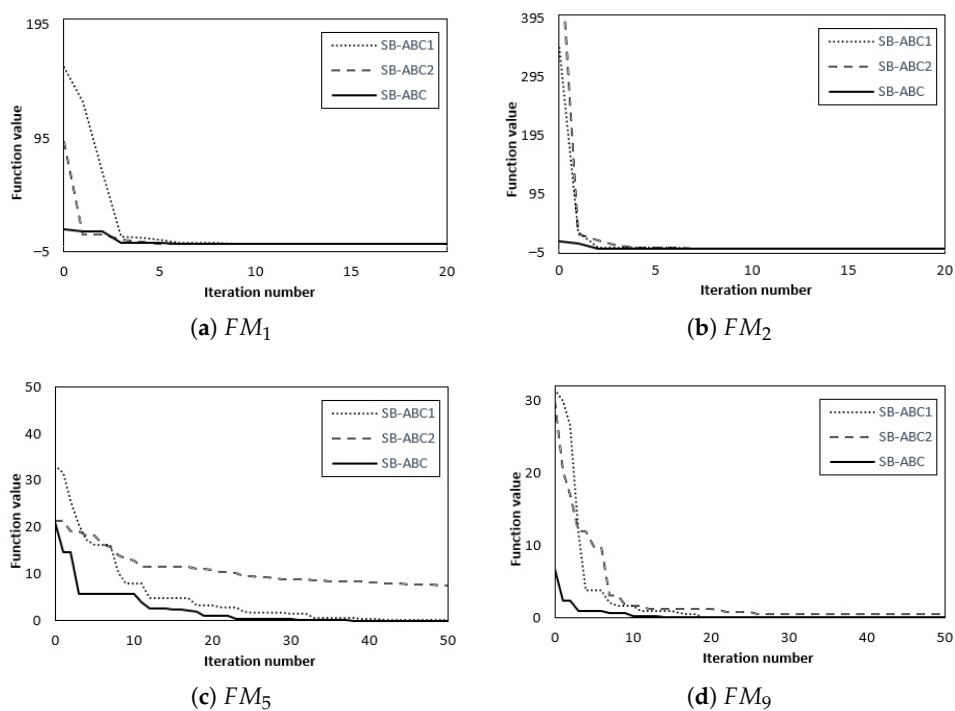 195
95
−5
Function value
SB-ABC1
SB-ABC2
SB-ABC
0 5 10 15 20
Iteration number
(a) FM1
395
295
195
95
−5
Function value
SB-ABC1
SB-ABC2
SB-ABC
0 5 10 15 20
Iteration number
(b) FM2
50
40
30
20
10
0
Function value
SB-ABC1
SB-ABC2
SB-ABC
0 10 20 30 40 50
Iteration number
(c) FM5
30
20
10
0
Function value
SB-ABC1
SB-ABC2
SB-ABC
0 10 20 30 40 50
Iteration number
(d) FM9